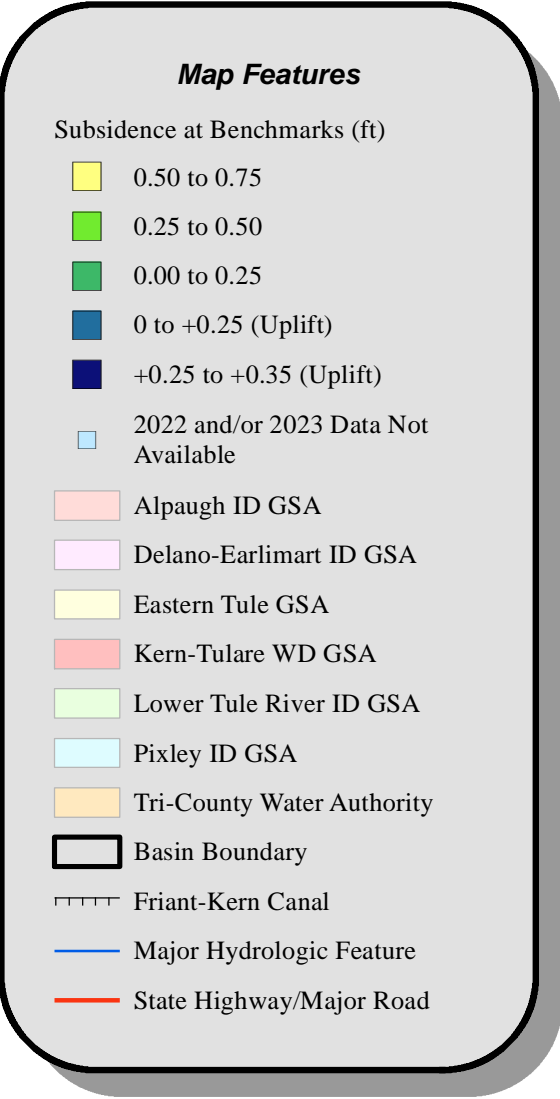 Map Features
Subsidence at Benchmarks (ft)
0.50 to 0.75
0.25 to 0.50
0.00 to 0.25
0 to +0.25 (Uplift)
+0.25 to +0.35 (Uplift)
2022 and/or 2023 Data Not
Available
Alpaugh ID GSA
Delano-Earlimart ID GSA
Eastern Tule GSA
Kern-Tulare WD GSA
Lower Tule River ID GSA
Pixley ID GSA
Tri-County Water Authority
Basin Boundary
Friant-Kern Canal
Major Hydrologic Feature
State Highway/Major Road